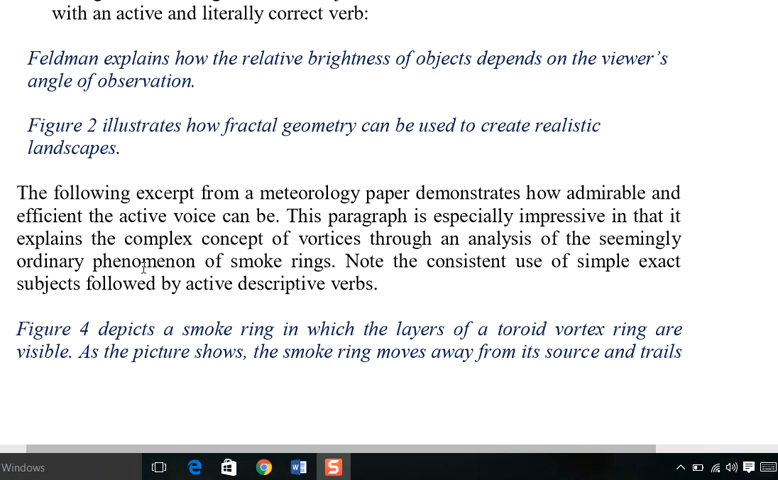 with an active and literally correct verb:
Feldman explains how the relative brightness of objects depends on the viewer's
angle of observation.
Figure 2 illustrates how fractal geometry can be used to create realistic
landscapes.
The following excerpt from a meteorology paper demonstrates how admirable and
efficient the active voice can be. This paragraph is especially impressive in that it
explains the complex concept of vortices through an analysis of the seemingly
ordinary phenomenon of smoke rings. Note the consistent use of simple exact
subjects followed by active descriptive verbs.
Figure 4 depicts a smoke ring in which the layers of a toroid vortex ring are
visible. As the picture shows, the smoke ring moves away from its source and trails
Windows